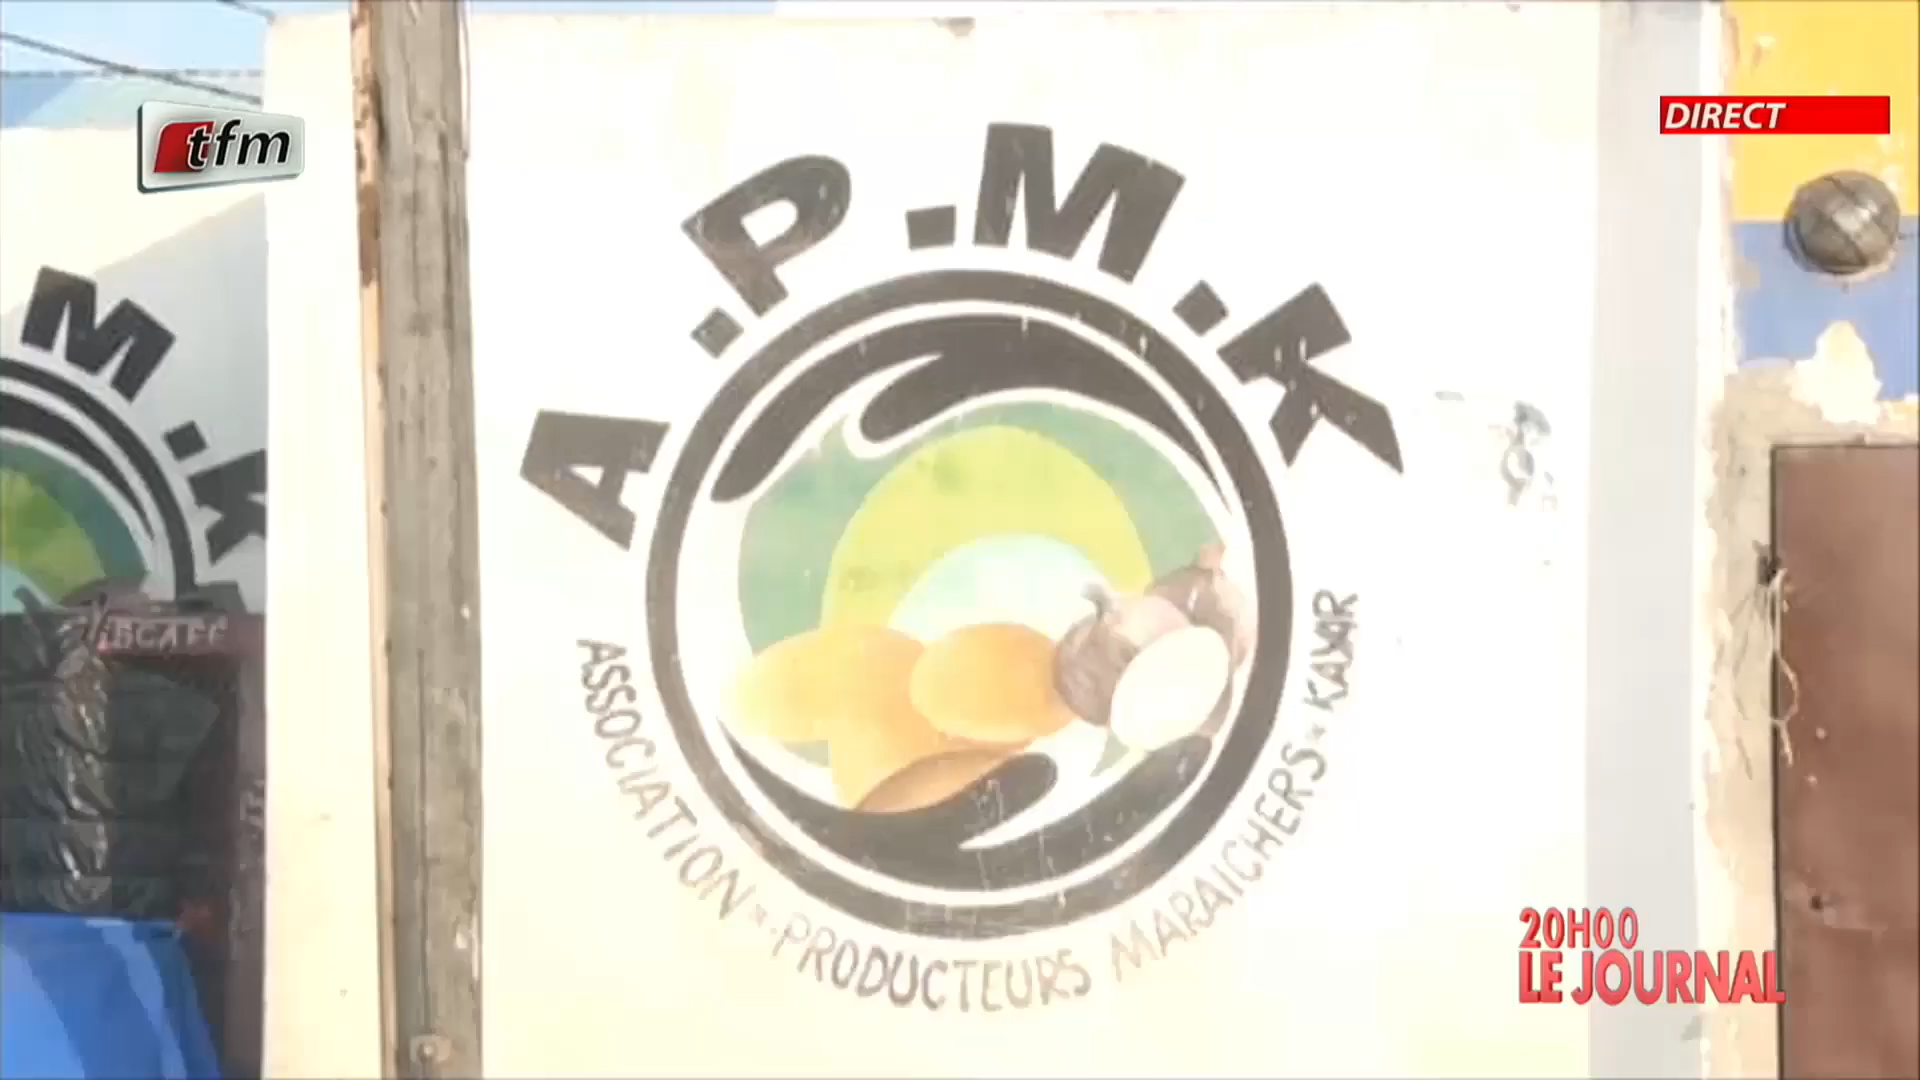 tfm
DIRECT
A.P.M.K
ASSOCIATION * PRODUCTEURS MARAICHERS * KAYAR
M.K
20H00
LE JOURNAL